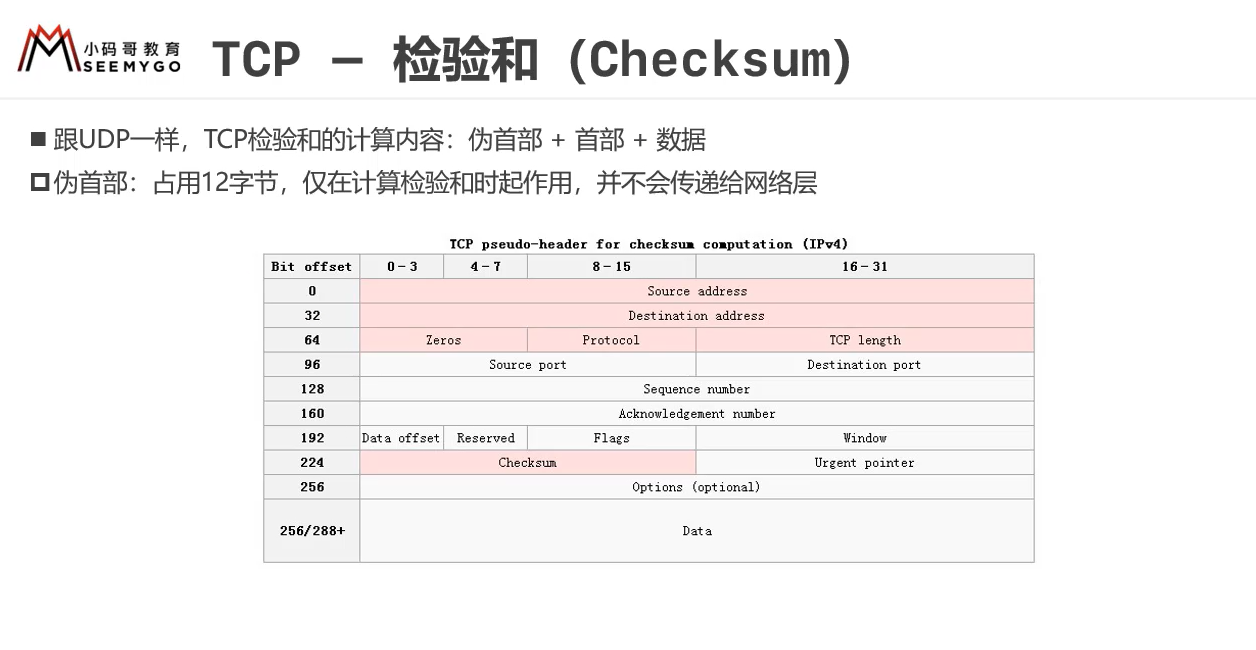 小码哥教育
SEEMYGO
TCP – 检验和 (Checksum)
跟UDP一样，TCP检验和的计算内容：伪首部 + 首部 + 数据
伪首部：占用12字节，仅在计算检验和时起作用，并不会传递给网络层
TCP pseudo-header for checksum computation (IPv4)
Bit offset 0–3 4–7 8–15 16–31
0 Source address
32 Destination address
64 Zeros Protocol TCP length
96 Source port Destination port
128 Sequence number
160 Acknowledgement number
192 Data offset Reserved Flags Window
224 Checksum Urgent pointer
256 Options (optional)
256/288+ Data